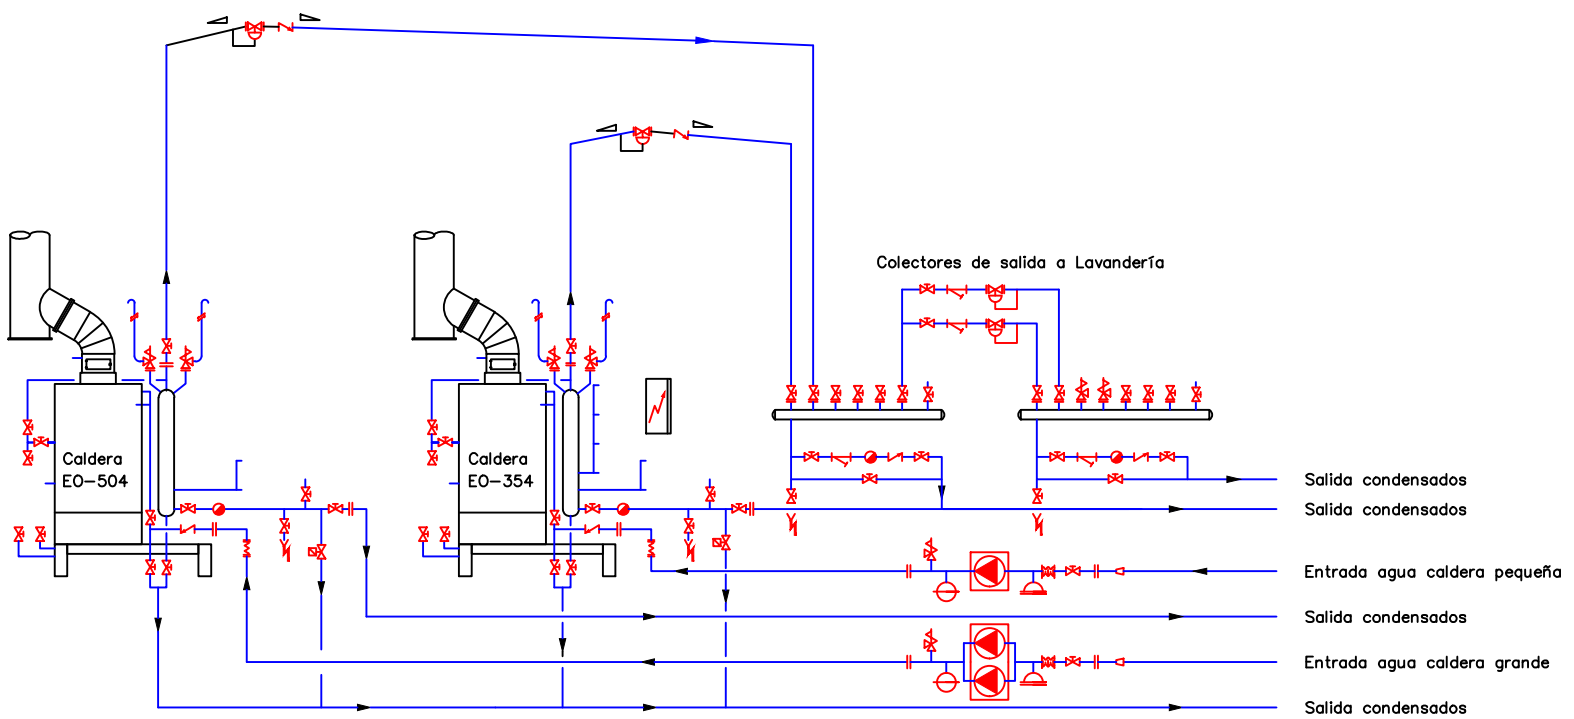 Colectores de salida a Lavandería
Caldera
EO-504
Caldera
EO-354
Salida condensados
Salida condensados
Entrada agua caldera pequeña
Salida condensados
Entrada agua caldera grande
Salida condensados